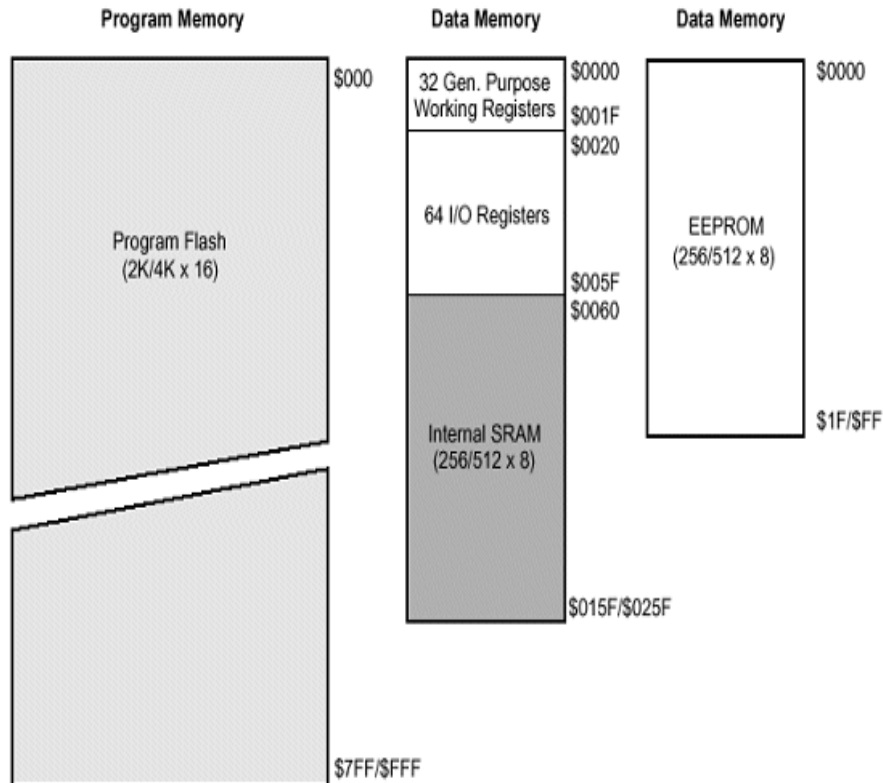 Program Memory
$000
Program Flash
(2K/4K x 16)
$7FF/$FFF
Data Memory
32 Gen. Purpose
Working Registers
$0000
$001F
$0020
64 I/O Registers
$005F
$0060
Internal SRAM
(256/512 x 8)
$015F/$025F
Data Memory
$0000
EEPROM
(256/512 x 8)
$1F/$FF